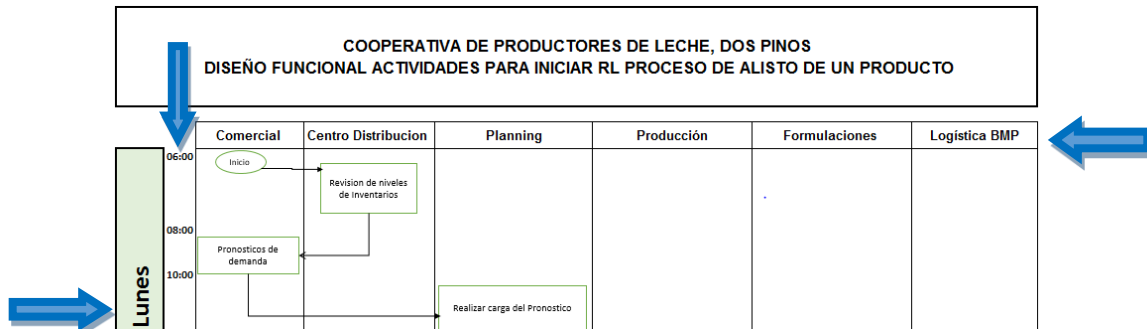 COOPERATIVA DE PRODUCTORES DE LECHE, DOS PINOS
DISEÑO FUNCIONAL ACTIVIDADES PARA INICIAR RL PROCESO DE ALISTO DE UN PRODUCTO
Comercial
Centro Distribucion
Planning
Producción
Formulaciones
Logística BMP
06:00
Inicio
Revision de niveles
de Inventarios
08:00
Pronosticos de
demanda
10:00
Lunes
Realizar carga del Pronostico